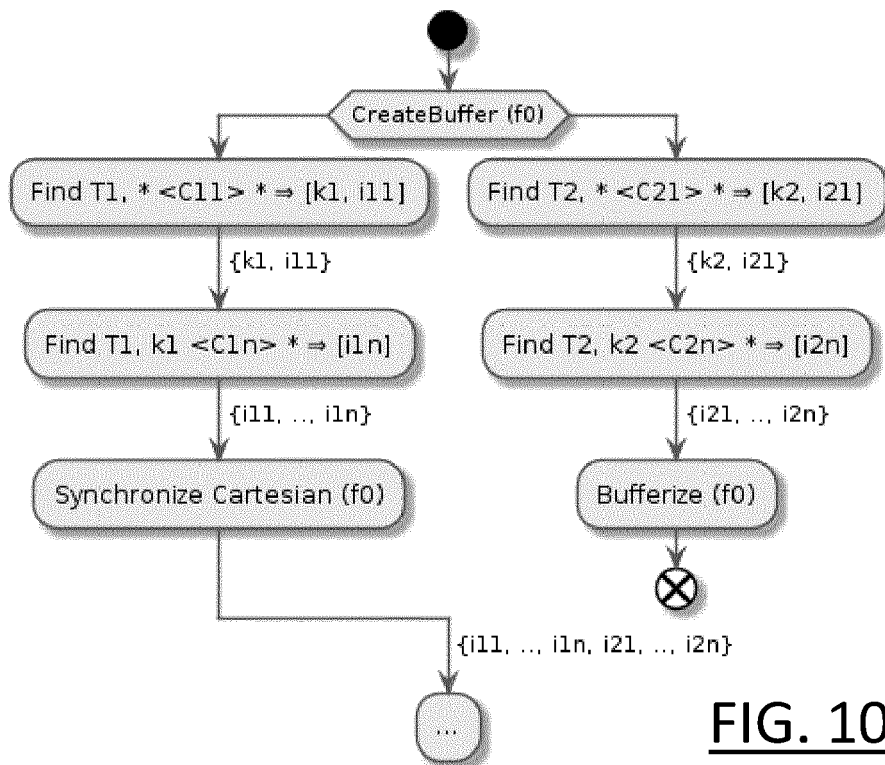 CreateBuffer (f0)
Find T1, * <C11> * ⇒ [k1, i11]
Find T2, * <C21> * ⇒ [k2, i21]
{k1, i11}
{k2, i21}
Find T1, k1 <C1n> * ⇒ [i1n]
Find T2, k2 <C2n> * ⇒ [i2n]
{i11, .., i1n}
{i21, .., i2n}
Synchronize Cartesian (f0)
Bufferize (f0)
{i11, .., i1n, i21, .., i2n}
...
FIG. 10